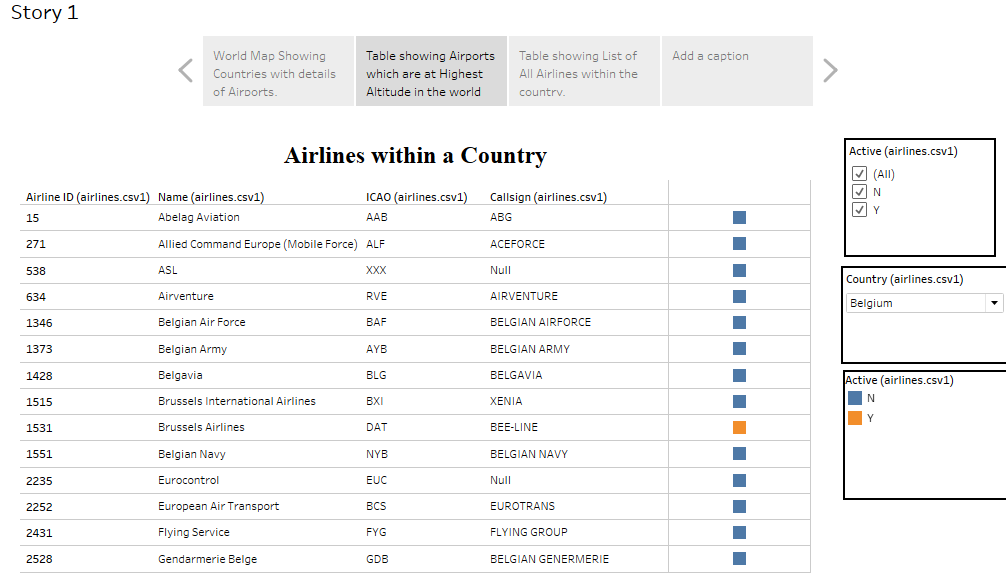 Story 1
World Map Showing
Countries with details
of Airports.
Table showing Airports
which are at Highest
Altitude in the world
Table showing List of
All Airlines within the
country.
Add a caption
Airlines within a Country
Airline ID (airlines.csv1) Name (airlines.csv1) ICAO (airlines.csv1) Callsign (airlines.csv1)
15 Abelag Aviation AAB ABG
271 Allied Command Europe (Mobile Force) ALF ACEFORCE
538 ASL XXX Null
634 Airventure RVE AIRVENTURE
1346 Belgian Air Force BAF BELGIAN AIRFORCE
1373 Belgian Army AYB BELGIAN ARMY
1428 Belgavia BLG BELGAVIA
1515 Brussels International Airlines BXI XENIA
1531 Brussels Airlines DAT BEE-LINE
1551 Belgian Navy NYB BELGIAN NAVY
2235 Eurocontrol EUC Null
2252 European Air Transport BCS EUROTRANS
2431 Flying Service FYG FLYING GROUP
2528 Gendarmerie Belge GDB BELGIAN GENERMERIE
Active (airlines.csv1)
(All)
N
Y
Country (airlines.csv1)
Belgium
Active (airlines.csv1)
N
Y